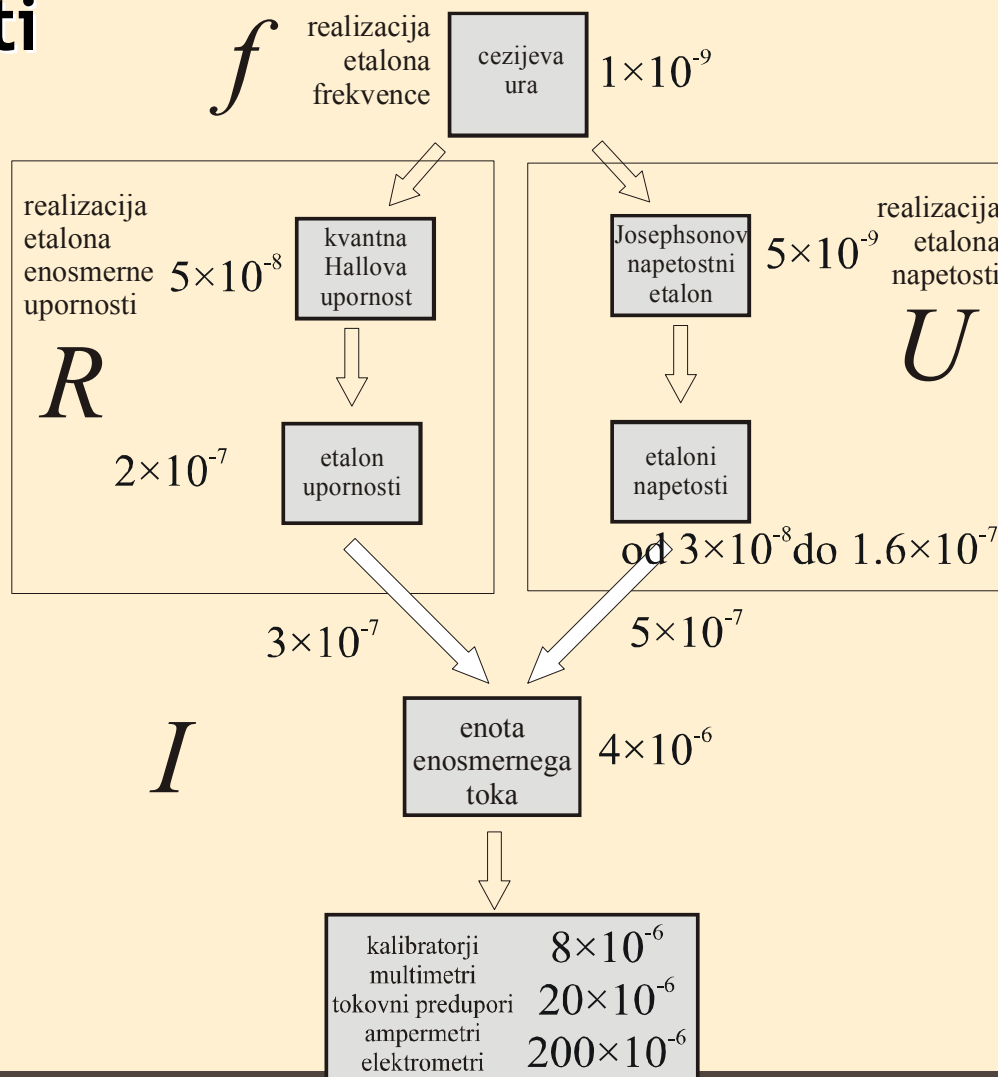 ti
f
realizacija
etalona
frekvence
cezijeva
ura
1×10⁻⁹
realizacija
etalona
enosmerne
upornosti
5×10⁻⁸
kvantna
Hallova
upornost
Josephsonov
napetostni
etalon
5×10⁻⁹
realizacija
etalona
napetosti
R
U
2×10⁻⁷
etalon
upornosti
etaloni
napetosti
od 3×10⁻⁸ do 1.6×10⁻⁷
3×10⁻⁷
5×10⁻⁷
I
enota
enosmernega
toka
4×10⁻⁶
kalibratorji
multimetri
tokovni predupori
ampermetri
elektrometri
8×10⁻⁶
20×10⁻⁶
200×10⁻⁶